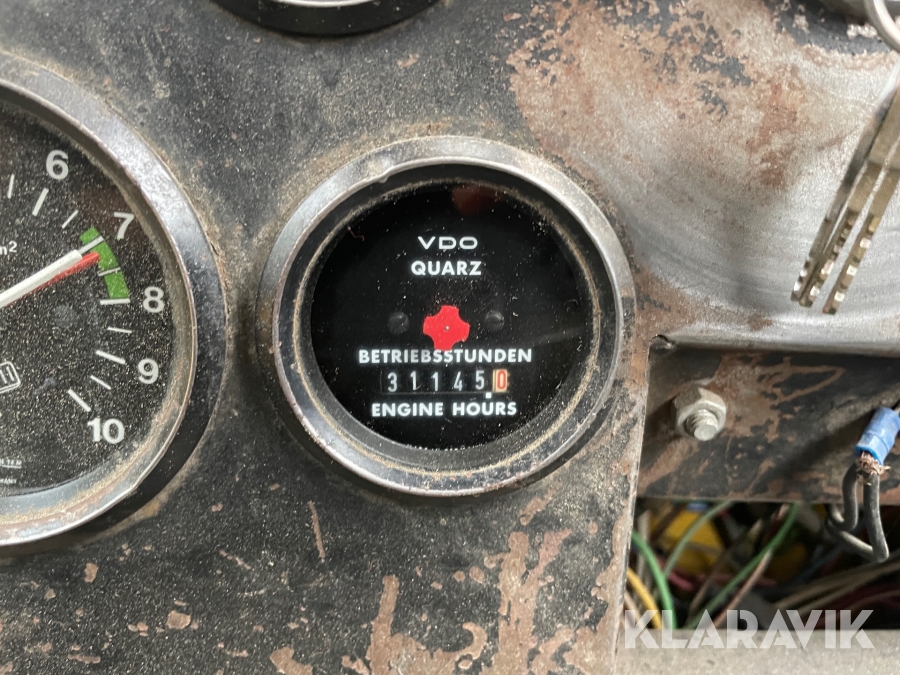 6
7
8
9
10
VDO
QUARZ
BETRIEBSSTUNDEN
311450
ENGINE HOURS
KLARAVIK